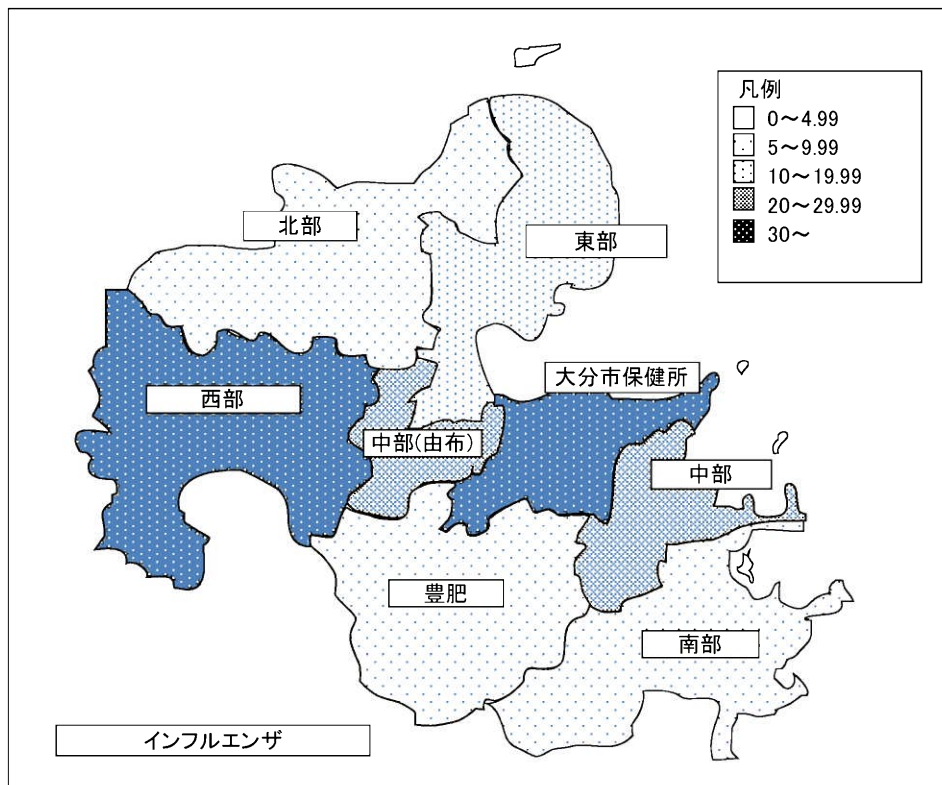 凡例
0～4.99
5～9.99
10～19.99
20～29.99
30～
北部
東部
大分市保健所
西部
中部(由布)
中部
豊肥
南部
インフルエンザ